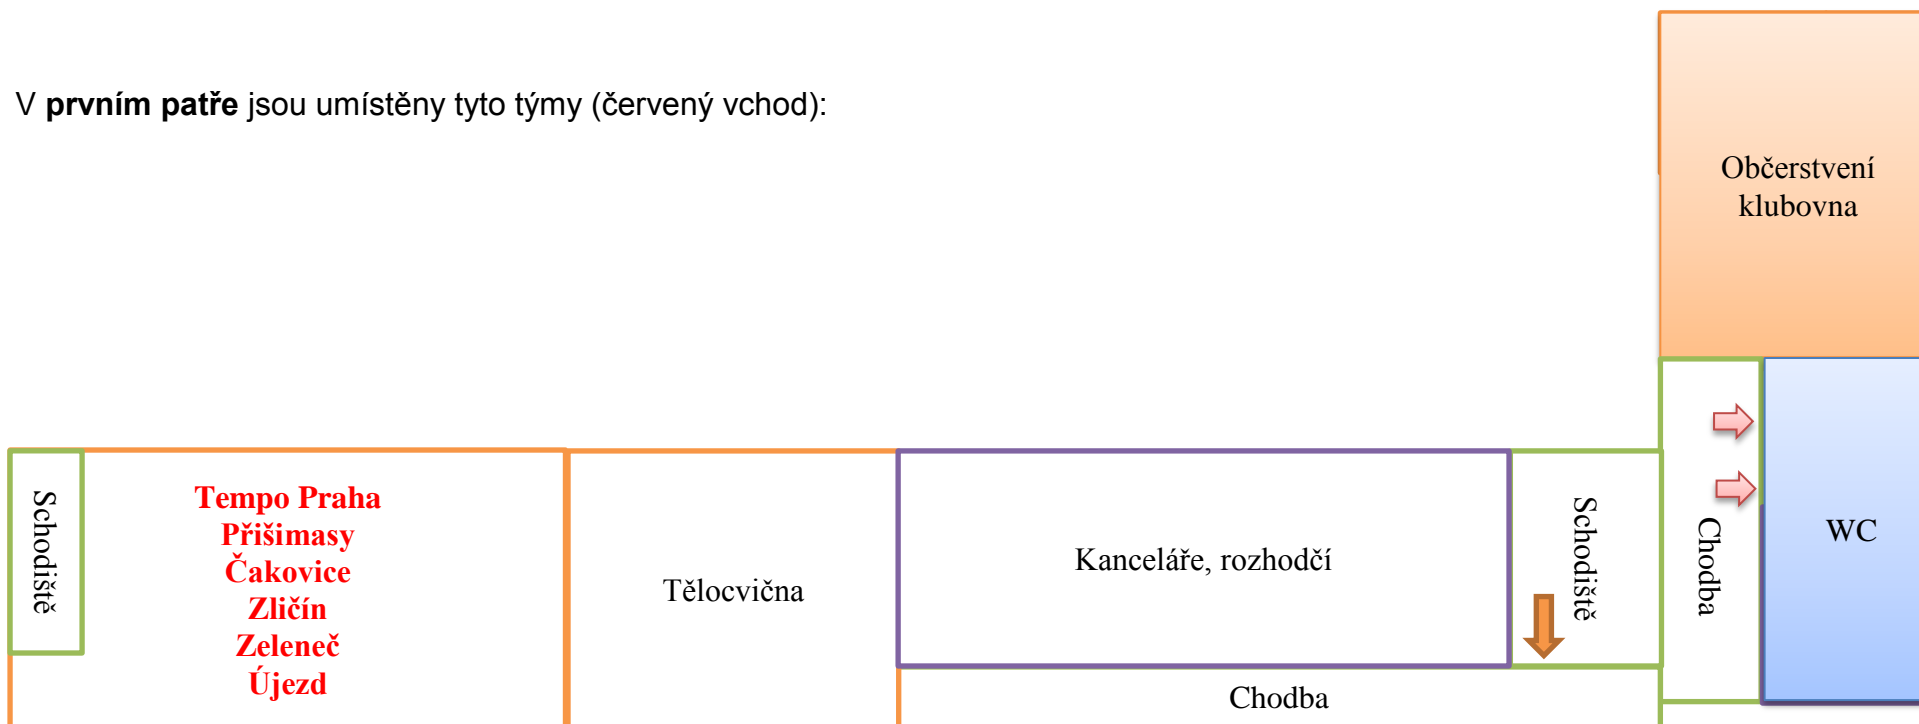 V prvním patře jsou umístěny tyto týmy (červený vchod):
Občerstvení
klubovna
Schodiště
Tempo Praha
Přišimasy
Čakovice
Zličín
Zeleneč
Újezd
Tělocvična
Kanceláře, rozhodčí
Schodiště
Chodba
WC
Chodba